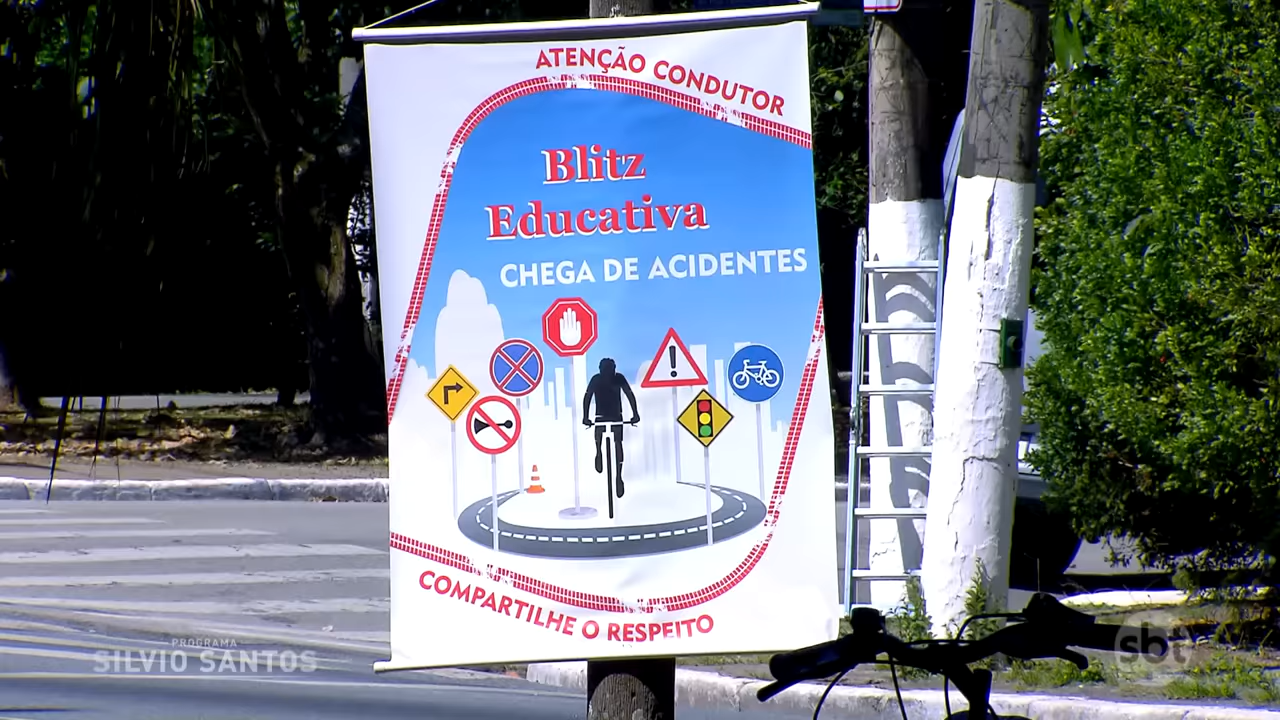 ATENÇÃO CONDUTOR
Blitz
Educativa
CHEGA DE ACIDENTES
COMPARTILHE O RESPEITO
PROGRAMA
SILVIO SANTOS
sbt